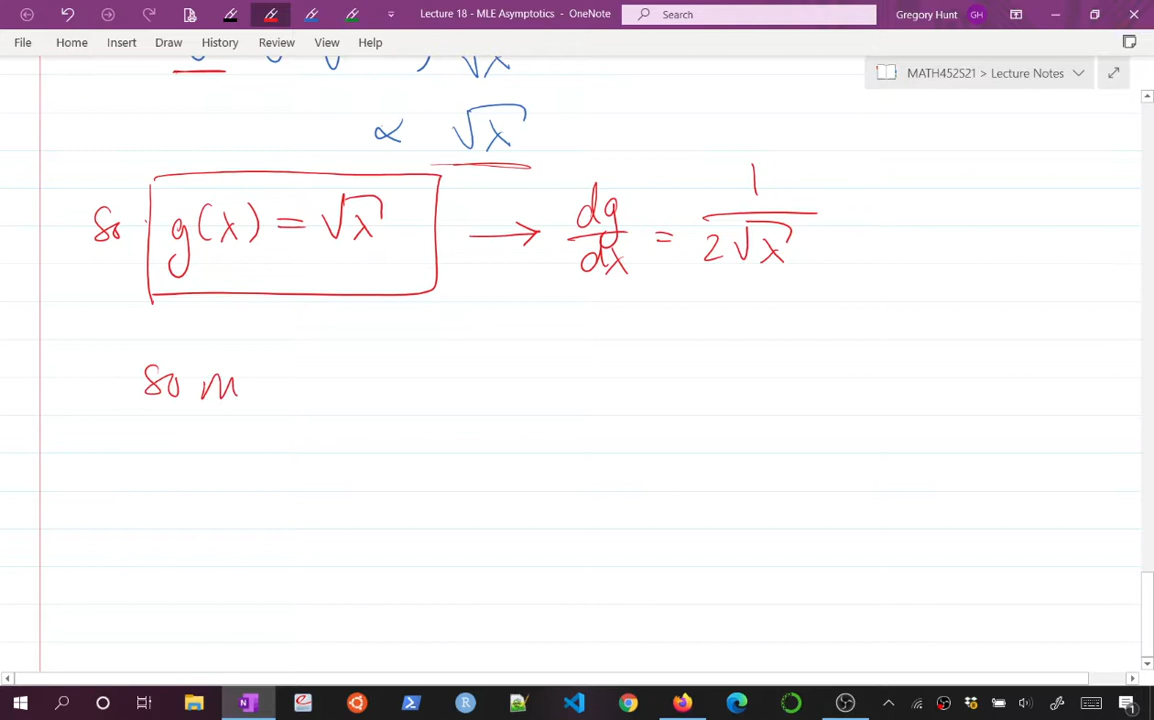 Lecture 18 - MLE Asymptotics - OneNote
Search
Gregory Hunt GH
File Home Insert Draw History Review View Help
MATH452S21 > Lecture Notes
∝ √x
so g(x) = √x → dg/dx = 1/(2√x)
so m